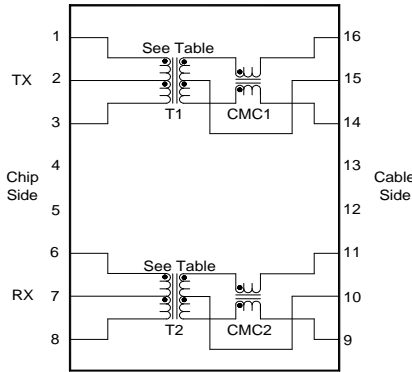 1
16
See Table
TX
2
15
3
T1
CMC1
14
4
13
Chip
Side
Cable
Side
5
12
6
11
See Table
RX
7
10
8
T2
CMC2
9